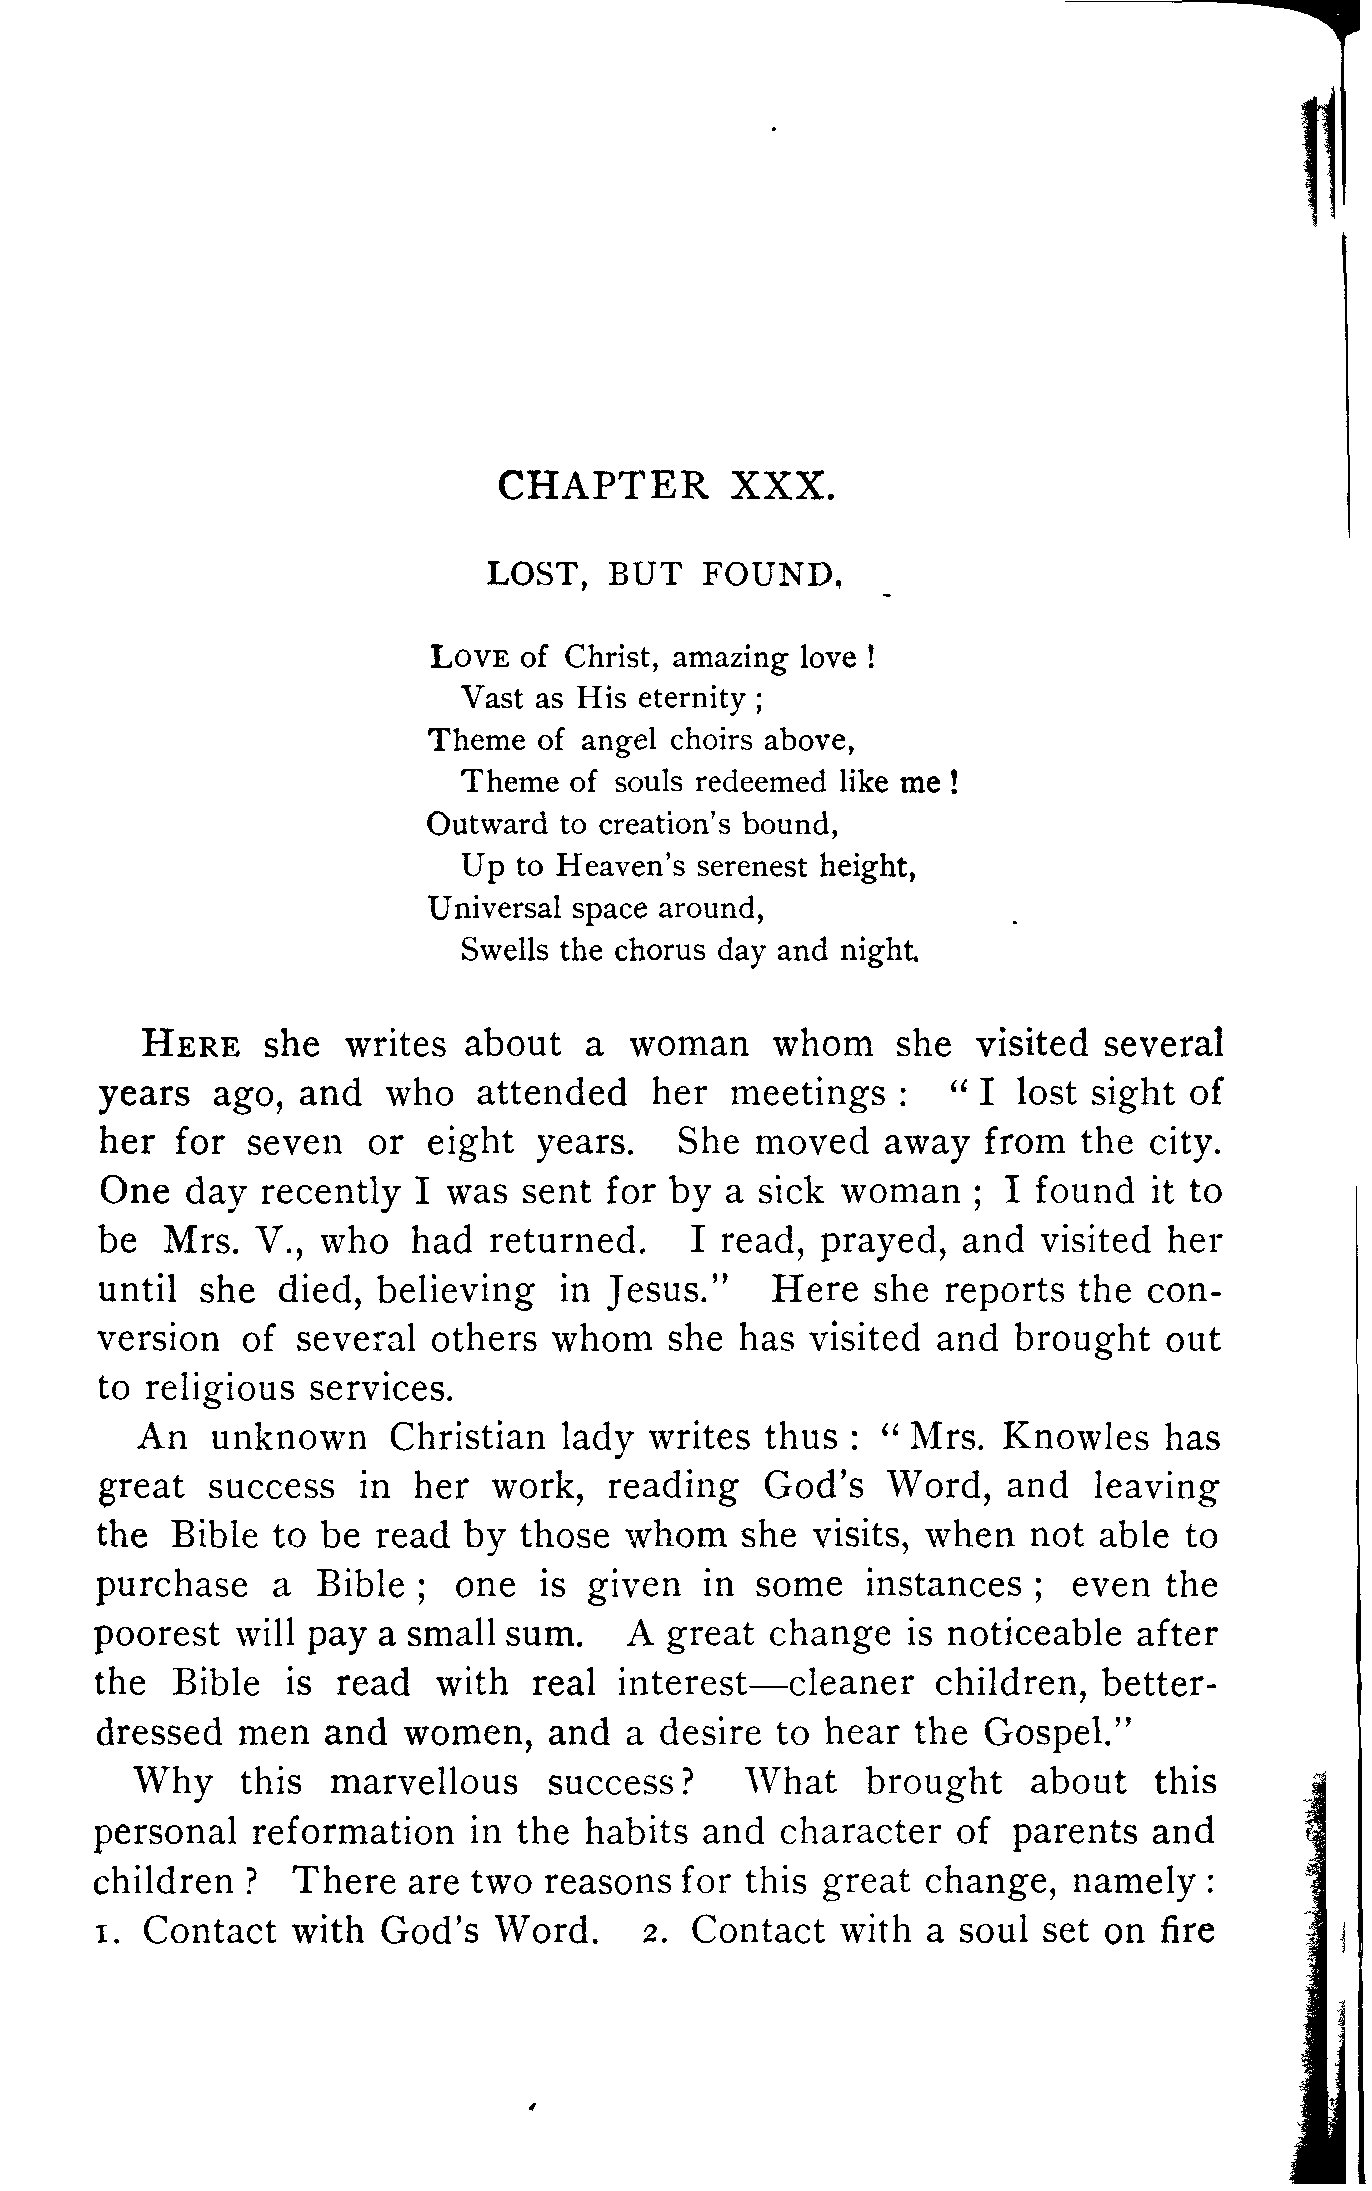 CHAPTER XXX.
LOST, BUT FOUND.
LOVE of Christ, amazing love !
Vast as His eternity ;
Theme of angel choirs above,
Theme of souls redeemed like me !
Outward to creation's bound,
Up to Heaven's serenest height,
Universal space around,
Swells the chorus day and night.
HERE she writes about a woman whom she visited several
years ago, and who attended her meetings : " I lost sight of
her for seven or eight years. She moved away from the city.
One day recently I was sent for by a sick woman ; I found it to
be Mrs. V., who had returned. I read, prayed, and visited her
until she died, believing in Jesus." Here she reports the con-
version of several others whom she has visited and brought out
to religious services.
An unknown Christian lady writes thus : " Mrs. Knowles has
great success in her work, reading God's Word, and leaving
the Bible to be read by those whom she visits, when not able to
purchase a Bible ; one is given in some instances ; even the
poorest will pay a small sum. A great change is noticeable after
the Bible is read with real interest—cleaner children, better-
dressed men and women, and a desire to hear the Gospel."
Why this marvellous success? What brought about this
personal reformation in the habits and character of parents and
children ? There are two reasons for this great change, namely :
1. Contact with God's Word. 2. Contact with a soul set on fire